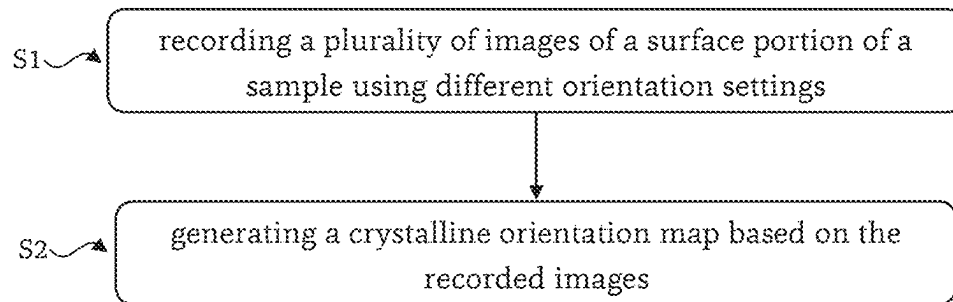 S1
recording a plurality of images of a surface portion of a
sample using different orientation settings
S2
generating a crystalline orientation map based on the
recorded images